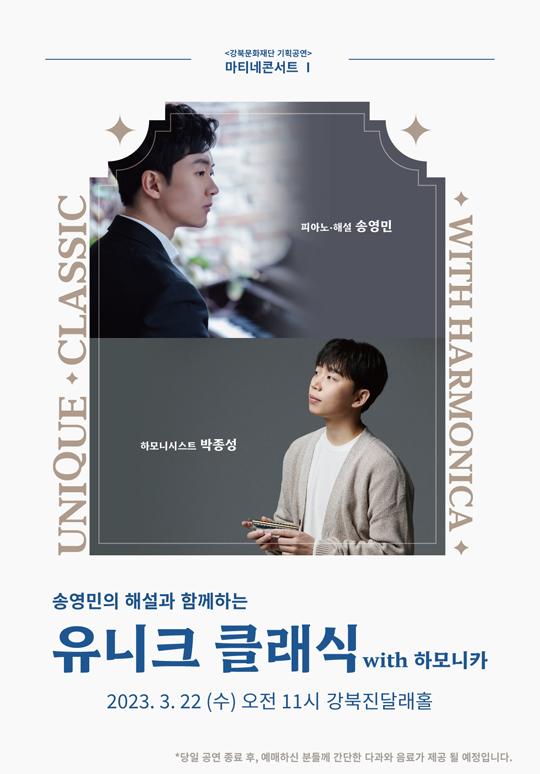 <강북문화재단 기획공연>
마티네콘서트 Ⅰ
UNIQUE CLASSIC
WITH HARMONICA
피아노·해설 송영민
하모니시스트 박종성
송영민의 해설과 함께하는
유니크 클래식 with 하모니카
2023. 3. 22 (수) 오전 11시 강북진달래홀
*당일 공연 종료 후, 예매하신 분들께 간단한 다과와 음료가 제공 될 예정입니다.